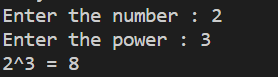 Enter the number : 2
Enter the power : 3
2^3 = 8